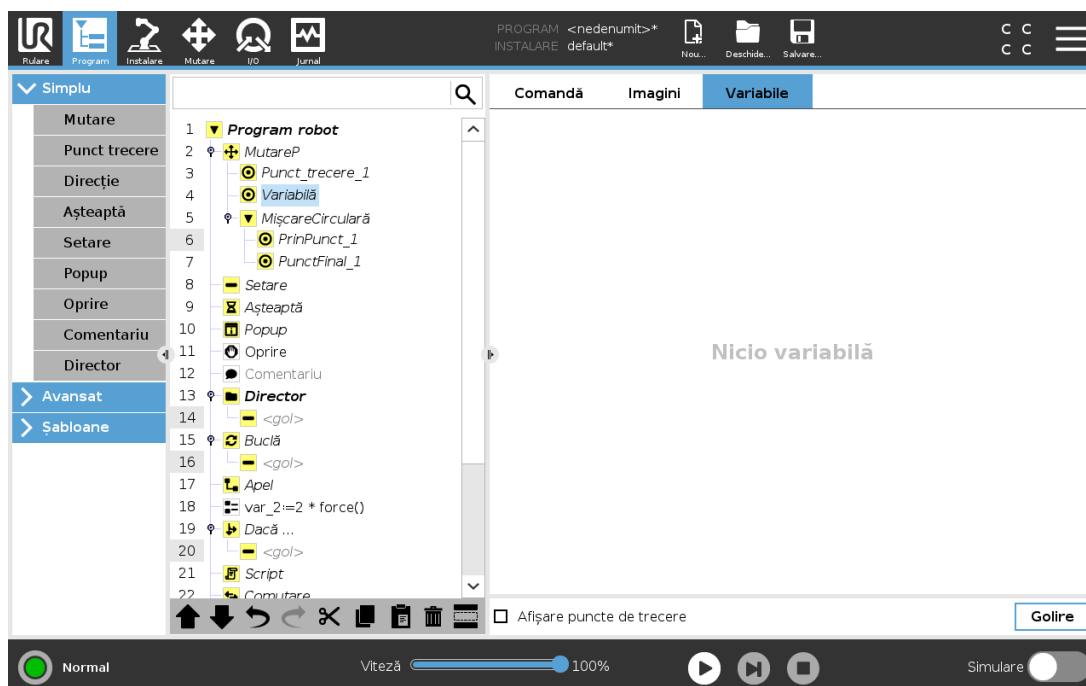 PROGRAM <nedenumit>*
INSTALARE default*
Rulare Program Instalare Mutare I/O Jurnal Nou... Deschide... Salvare...
C C
C C
Simplu
Mutare
Punct trecere
Direcție
Așteaptă
Setare
Popup
Oprire
Comentariu
Director
Avansat
Șabloane
1 Program robot
2 MutareP
3 Punct_trecere_1
4 Variabilă
5 MișcareCirculară
6 PrinPunct_1
7 PunctFinal_1
8 Setare
9 Așteaptă
10 Popup
11 Oprire
12 Comentariu
13 Director
14 <gol>
15 Buclă
16 <gol>
17 Apel
18 var_2:=2 * force()
19 Dacă ...
20 <gol>
21 Script
22 Comutare
Comandă Imagini Variabile
Nicio variabilă
Afișare puncte de trecere Golire
Normal Viteză 100% Simulare